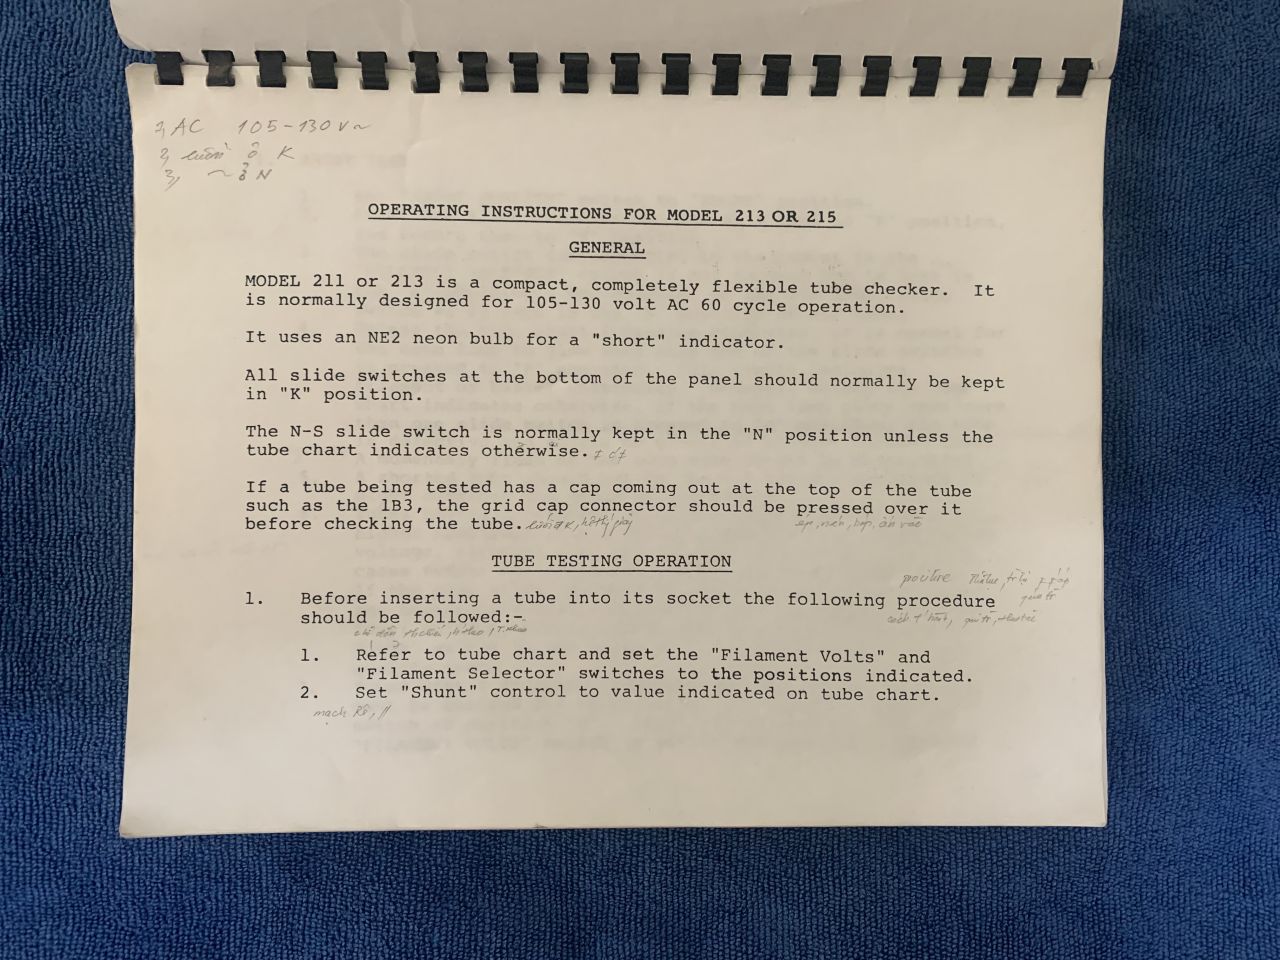 1, AC 105-130 V~
2, luôn ở K
3, ~ ở N
OPERATING INSTRUCTIONS FOR MODEL 213 OR 215
GENERAL
MODEL 211 or 213 is a compact, completely flexible tube checker. It
is normally designed for 105-130 volt AC 60 cycle operation.
It uses an NE2 neon bulb for a "short" indicator.
All slide switches at the bottom of the panel should normally be kept
in "K" position.
The N-S slide switch is normally kept in the "N" position unless the
tube chart indicates otherwise.
If a tube being tested has a cap coming out at the top of the tube
such as the 1B3, the grid cap connector should be pressed over it
before checking the tube.
TUBE TESTING OPERATION
1. Before inserting a tube into its socket the following procedure
should be followed:-
1. Refer to tube chart and set the "Filament Volts" and
"Filament Selector" switches to the positions indicated.
2. Set "Shunt" control to value indicated on tube chart.
mạch Rẽ, //